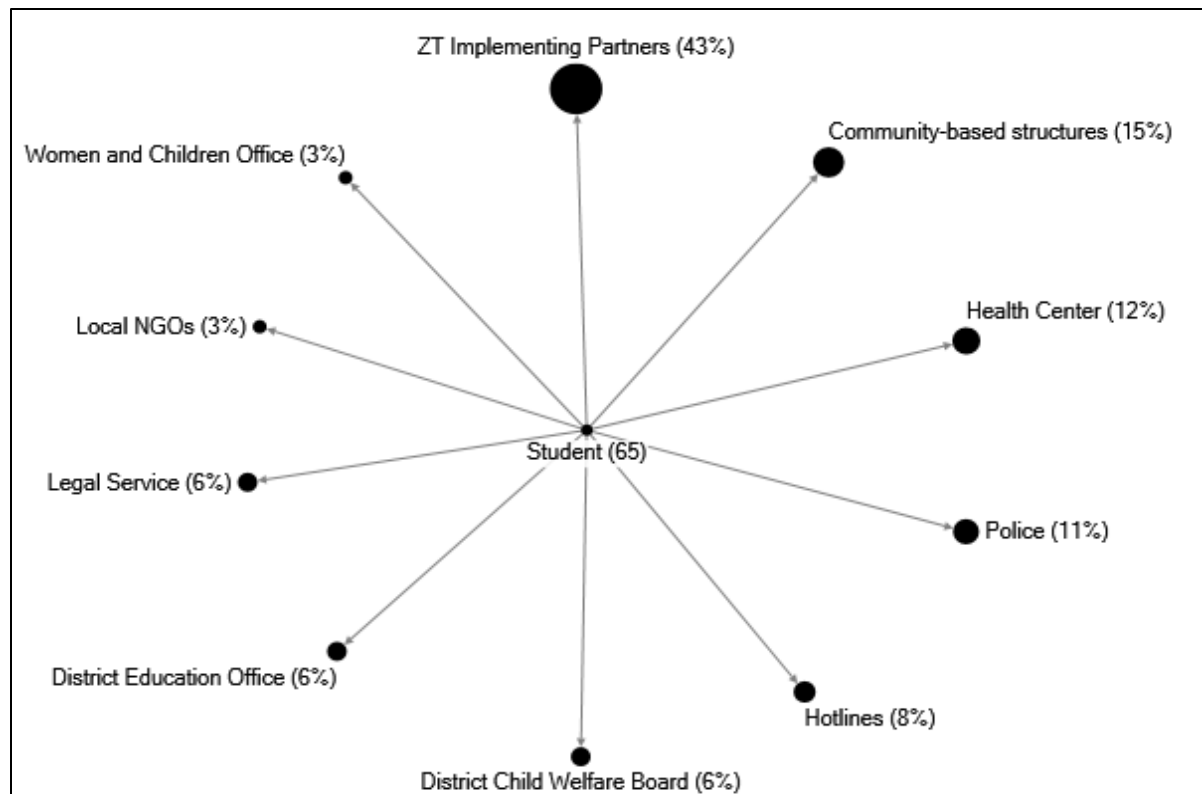 ZT Implementing Partners (43%)
Community-based structures (15%)
Women and Children Office (3%)
Health Center (12%)
Local NGOs (3%)
Student (65)
Legal Service (6%)
Police (11%)
District Education Office (6%)
Hotlines (8%)
District Child Welfare Board (6%)